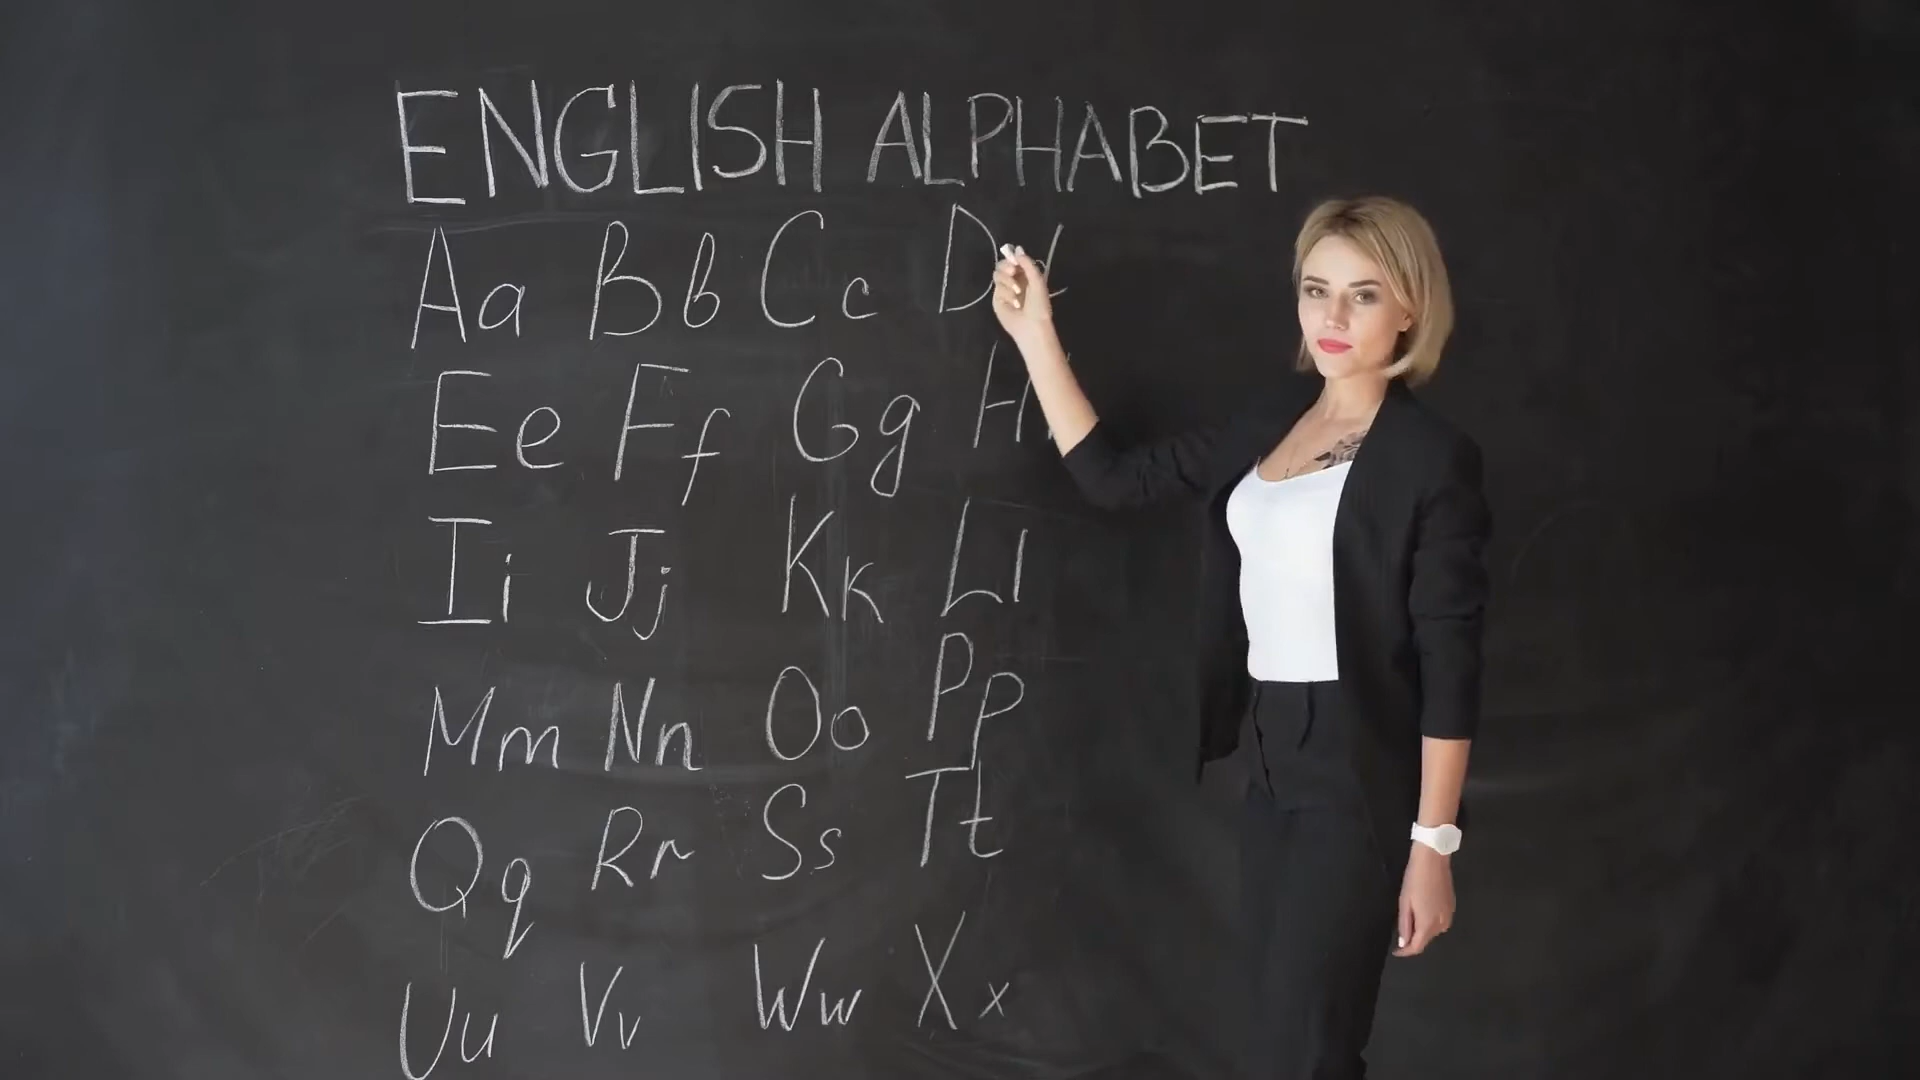 ENGLISH ALPHABET
Aa Bb Cc Dd
Ee Ff Gg H
Ii Jj Kk Ll
Mm Nn Oo Pp
Qq Rr Ss Tt
Uu Vv Ww Xx